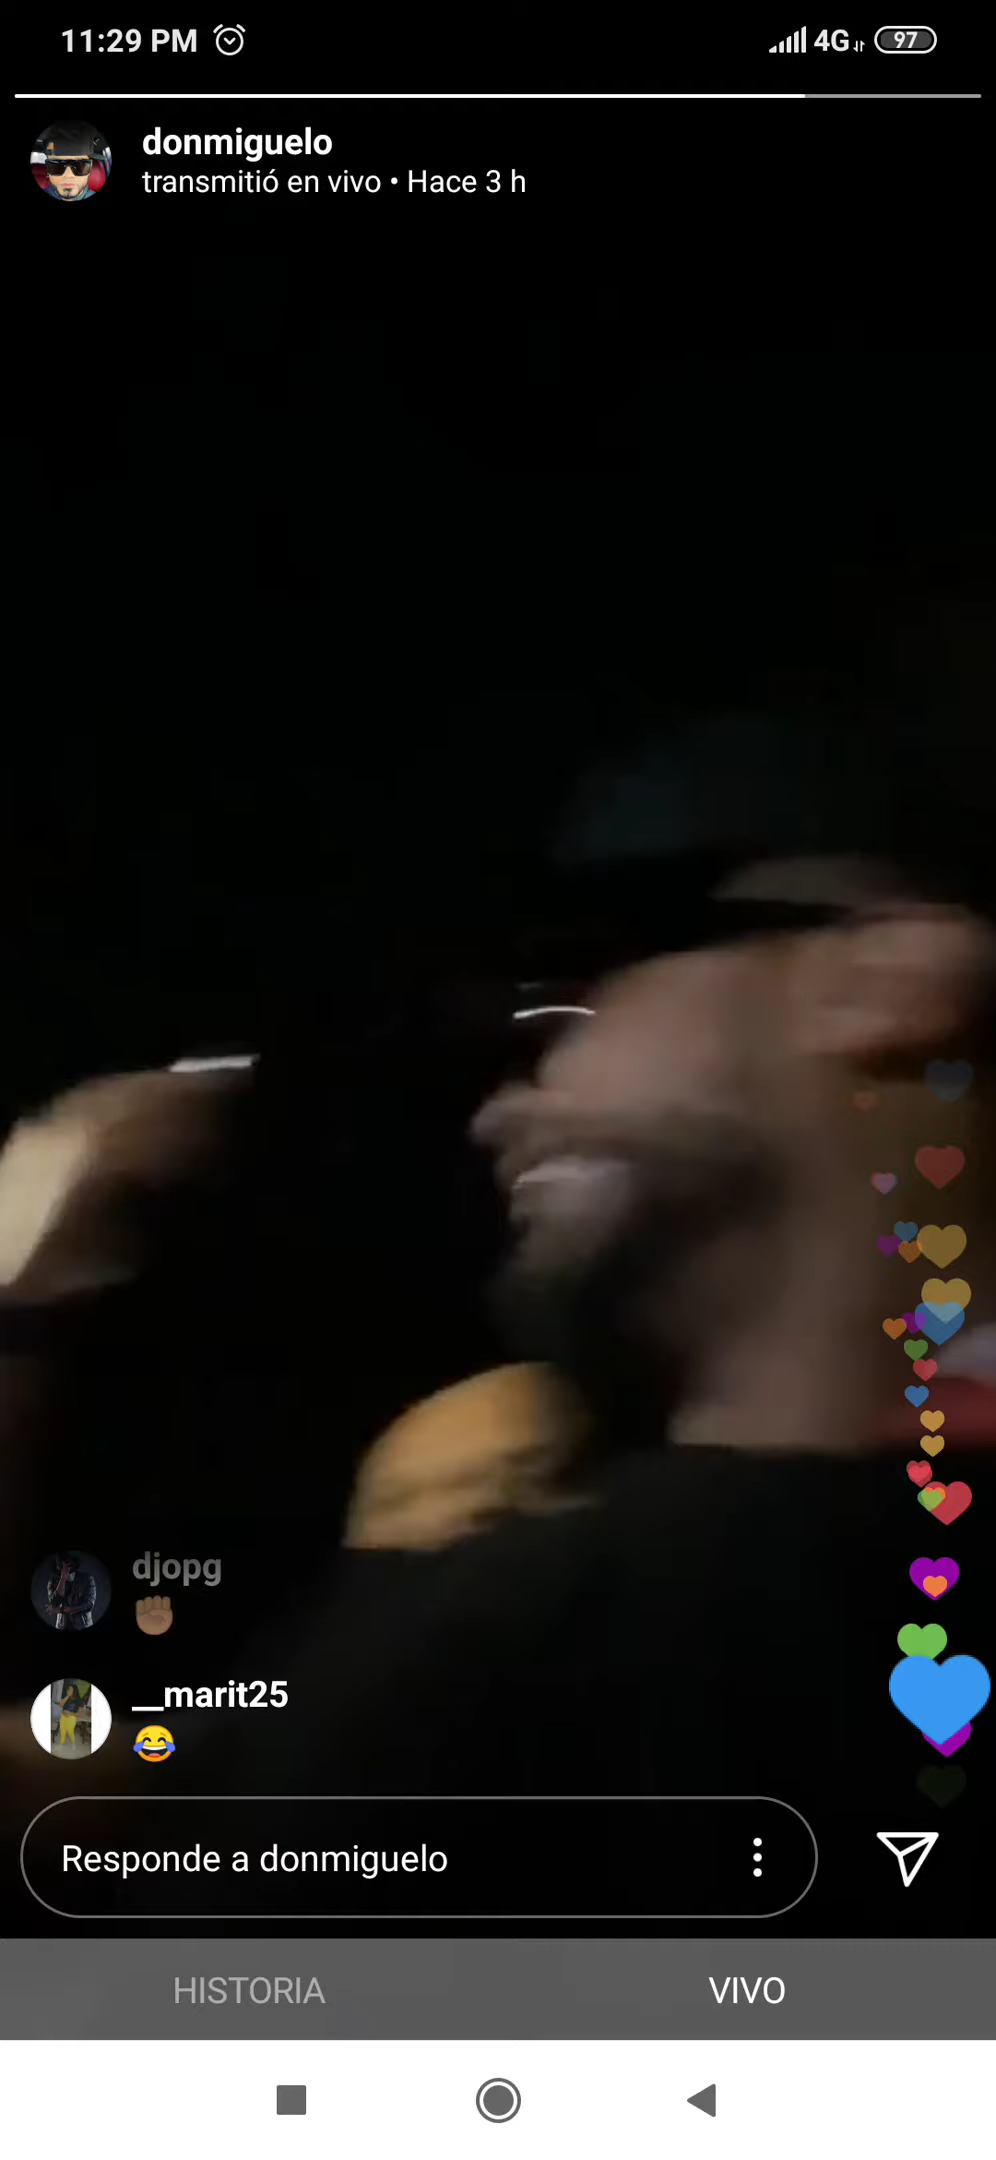 11:29 PM 4G 97
donmiguelo
transmitió en vivo • Hace 3 h
djopg
✊🏽
__marit25
😂
Responde a donmiguelo
HISTORIA VIVO